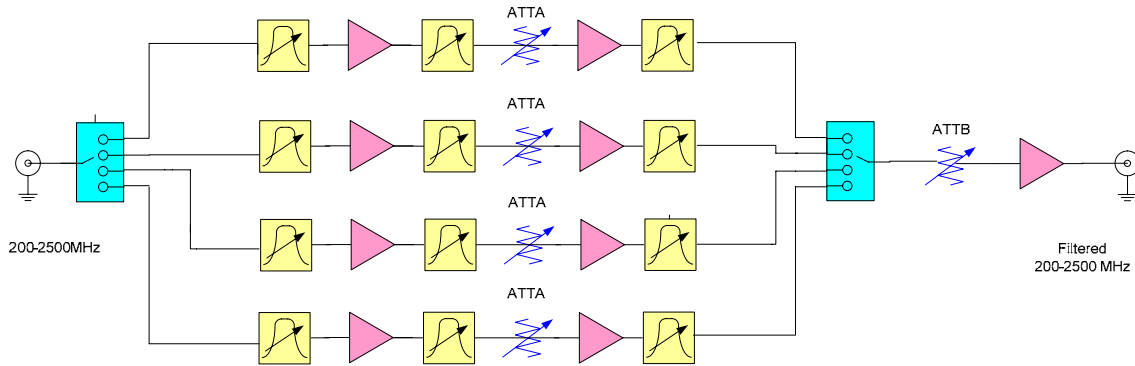 ATTA
ATTA
ATTB
200-2500MHz
ATTA
Filtered
200-2500 MHz
ATTA